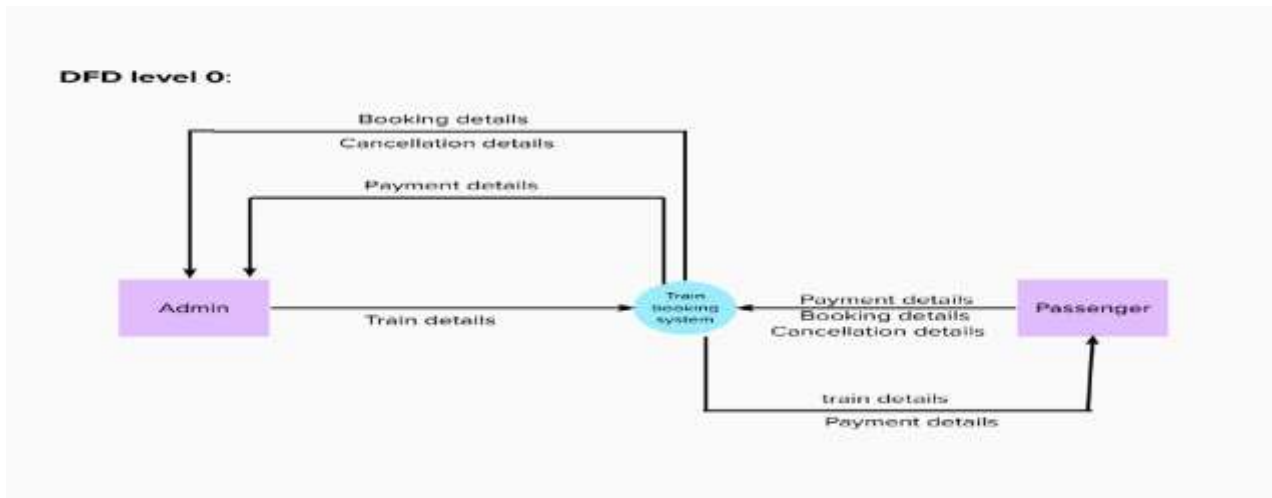 DFD level 0:
Booking details
Cancellation details
Payment details
Admin
Train details
Train
booking
system
Payment details
Booking details
Cancellation details
Passenger
train details
Payment details